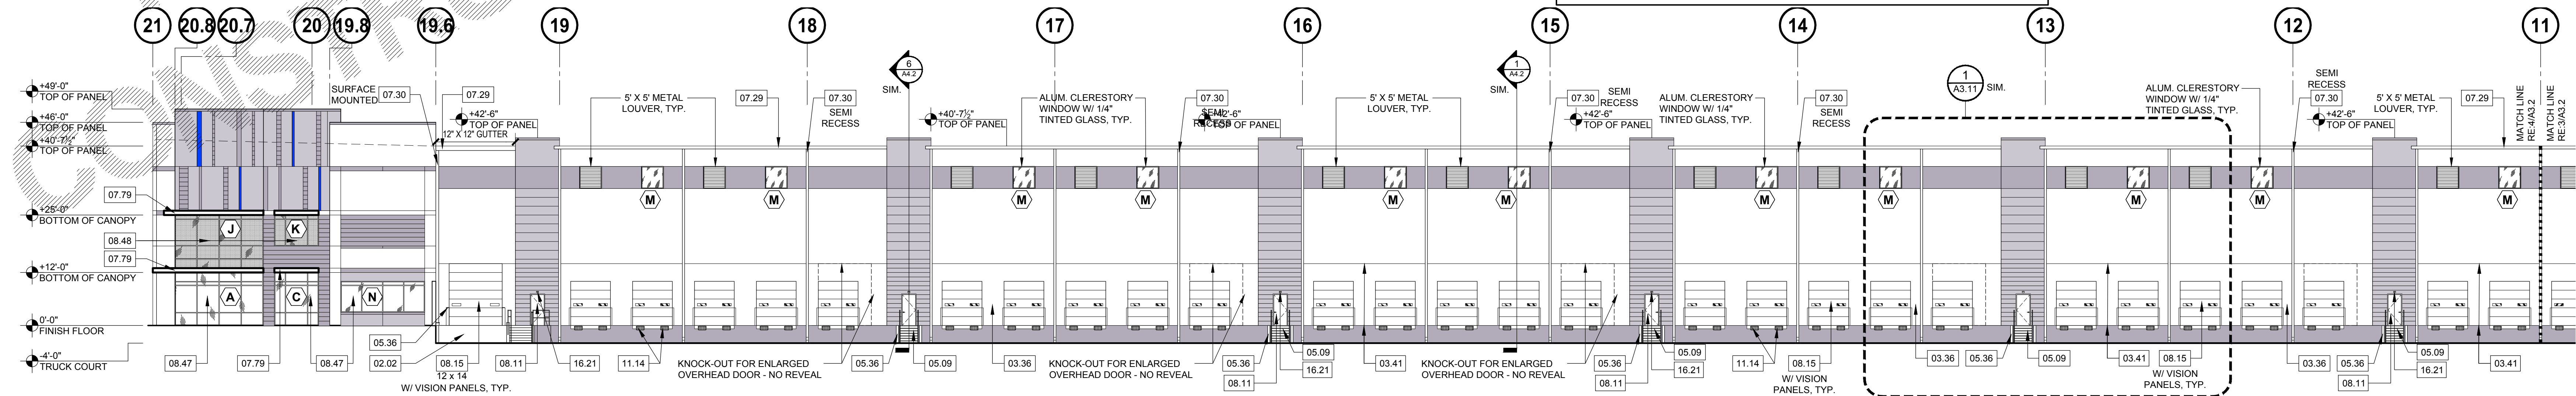 CONSTRU
21
20.8
20.7
20
19.8
19.6
19
18
17
16
15
14
13
12
11
6
A4.2
SIM.
1
A4.2
SIM.
1
A3.11
SIM.
+49'-0"
TOP OF PANEL
+46'-0"
TOP OF PANEL
+40'-7½"
TOP OF PANEL
+25'-0"
BOTTOM OF CANOPY
+12'-0"
BOTTOM OF CANOPY
0'-0"
FINISH FLOOR
-4'-0"
TRUCK COURT
07.79
08.48
07.79
SURFACE
MOUNTED
07.30
07.29
+42'-6"
TOP OF PANEL
12" X 12" GUTTER
5' X 5' METAL
LOUVER, TYP.
07.29
07.30
SEMI
RECESS
+40'-7½"
TOP OF PANEL
ALUM. CLERESTORY
WINDOW W/ 1/4"
TINTED GLASS, TYP.
07.30
SEMI
RECESS
+42'-6"
TOP OF PANEL
5' X 5' METAL
LOUVER, TYP.
07.30
SEMI
RECESS
+42'-6"
TOP OF PANEL
ALUM. CLERESTORY
WINDOW W/ 1/4"
TINTED GLASS, TYP.
07.30
SEMI
RECESS
ALUM. CLERESTORY
WINDOW W/ 1/4"
TINTED GLASS, TYP.
SEMI
RECESS
07.30
+42'-6"
TOP OF PANEL
5' X 5' METAL
LOUVER, TYP.
07.29
MATCH LINE
RE:4/A3.2
MATCH LINE
RE:3/A3.2
J
K
A
C
N
M
M
M
M
M
M
M
M
M
M
M
M
08.47
07.79
08.47
05.36
02.02
08.15
12 x 14
W/ VISION PANELS, TYP.
08.11
16.21
11.14
KNOCK-OUT FOR ENLARGED
OVERHEAD DOOR - NO REVEAL
05.36
05.09
03.36
KNOCK-OUT FOR ENLARGED
OVERHEAD DOOR - NO REVEAL
05.36
08.11
05.09
16.21
03.41
KNOCK-OUT FOR ENLARGED
OVERHEAD DOOR - NO REVEAL
05.36
08.11
05.09
16.21
11.14
08.15
W/ VISION
PANELS, TYP.
03.36
05.36
05.09
03.41
08.15
W/ VISION
PANELS, TYP.
03.36
05.36
08.11
05.09
16.21
03.41